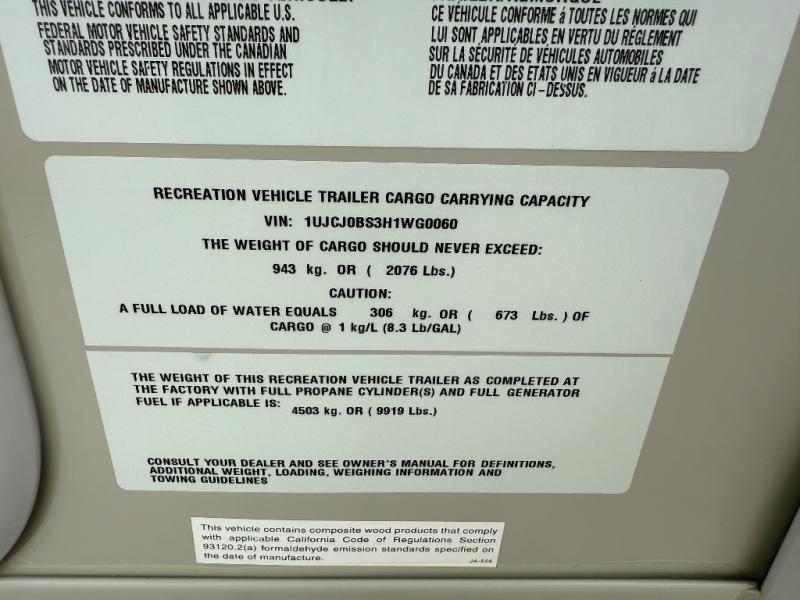 THIS VEHICLE CONFORMS TO ALL APPLICABLE U.S.
FEDERAL MOTOR VEHICLE SAFETY STANDARDS AND
STANDARDS PRESCRIBED UNDER THE CANADIAN
MOTOR VEHICLE SAFETY REGULATIONS IN EFFECT
ON THE DATE OF MANUFACTURE SHOWN ABOVE.
CE VÉHICULE CONFORME á TOUTES LES NORMES QUI
LUI SONT APPLICABLES EN VERTU DU RÉGLEMENT
SUR LA SÉCURITÉ DE VÉHICULES AUTOMOBILES
DU CANADA ET DES ETATS UNIS EN VIGUEUR á LA DATE
DE SA FABRICATION CI-DESSUS.
RECREATION VEHICLE TRAILER CARGO CARRYING CAPACITY
VIN: 1UJCJ0BS3H1WG0060
THE WEIGHT OF CARGO SHOULD NEVER EXCEED:
943 kg. OR ( 2076 Lbs.)
CAUTION:
A FULL LOAD OF WATER EQUALS 306 kg. OR ( 673 Lbs. ) OF
CARGO @ 1 kg/L (8.3 Lb/GAL)
THE WEIGHT OF THIS RECREATION VEHICLE TRAILER AS COMPLETED AT
THE FACTORY WITH FULL PROPANE CYLINDER(S) AND FULL GENERATOR
FUEL IF APPLICABLE IS: 4503 kg. OR ( 9919 Lbs.)
CONSULT YOUR DEALER AND SEE OWNER'S MANUAL FOR DEFINITIONS,
ADDITIONAL WEIGHT, LOADING, WEIGHING INFORMATION AND
TOWING GUIDELINES
This vehicle contains composite wood products that comply
with applicable California Code of Regulations Section
93120.2(a) formaldehyde emission standards specified on
the date of manufacture.